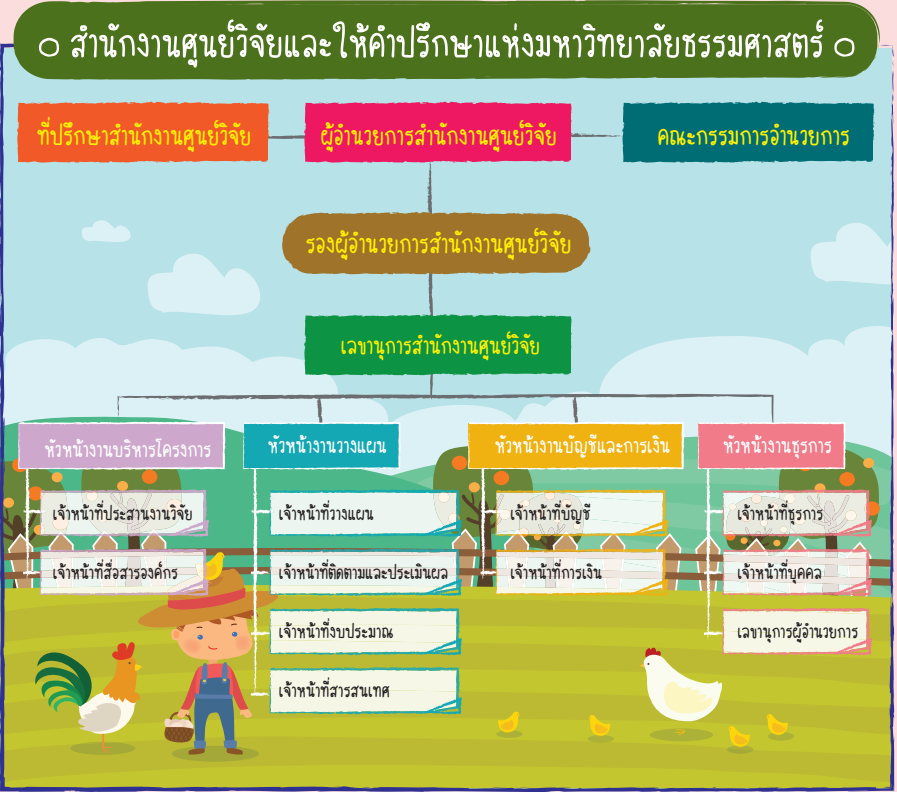 สำนักงานศูนย์วิจัยและให้คำปรึกษาแห่งมหาวิทยาลัยธรรมศาสตร์
ที่ปรึกษาสำนักงานศูนย์วิจัย
ผู้อำนวยการสำนักงานศูนย์วิจัย
คณะกรรมการอำนวยการ
รองผู้อำนวยการสำนักงานศูนย์วิจัย
เลขานุการสำนักงานศูนย์วิจัย
หัวหน้างานบริหารโครงการ
เจ้าหน้าที่ประสานงานวิจัย
เจ้าหน้าที่สื่อสารองค์กร
หัวหน้างานวางแผน
เจ้าหน้าที่วางแผน
เจ้าหน้าที่ติดตามและประเมินผล
เจ้าหน้าที่งบประมาณ
เจ้าหน้าที่สารสนเทศ
หัวหน้างานบัญชีและการเงิน
เจ้าหน้าที่บัญชี
เจ้าหน้าที่การเงิน
หัวหน้างานธุรการ
เจ้าหน้าที่ธุรการ
เจ้าหน้าที่บุคคล
เลขานุการผู้อำนวยการ